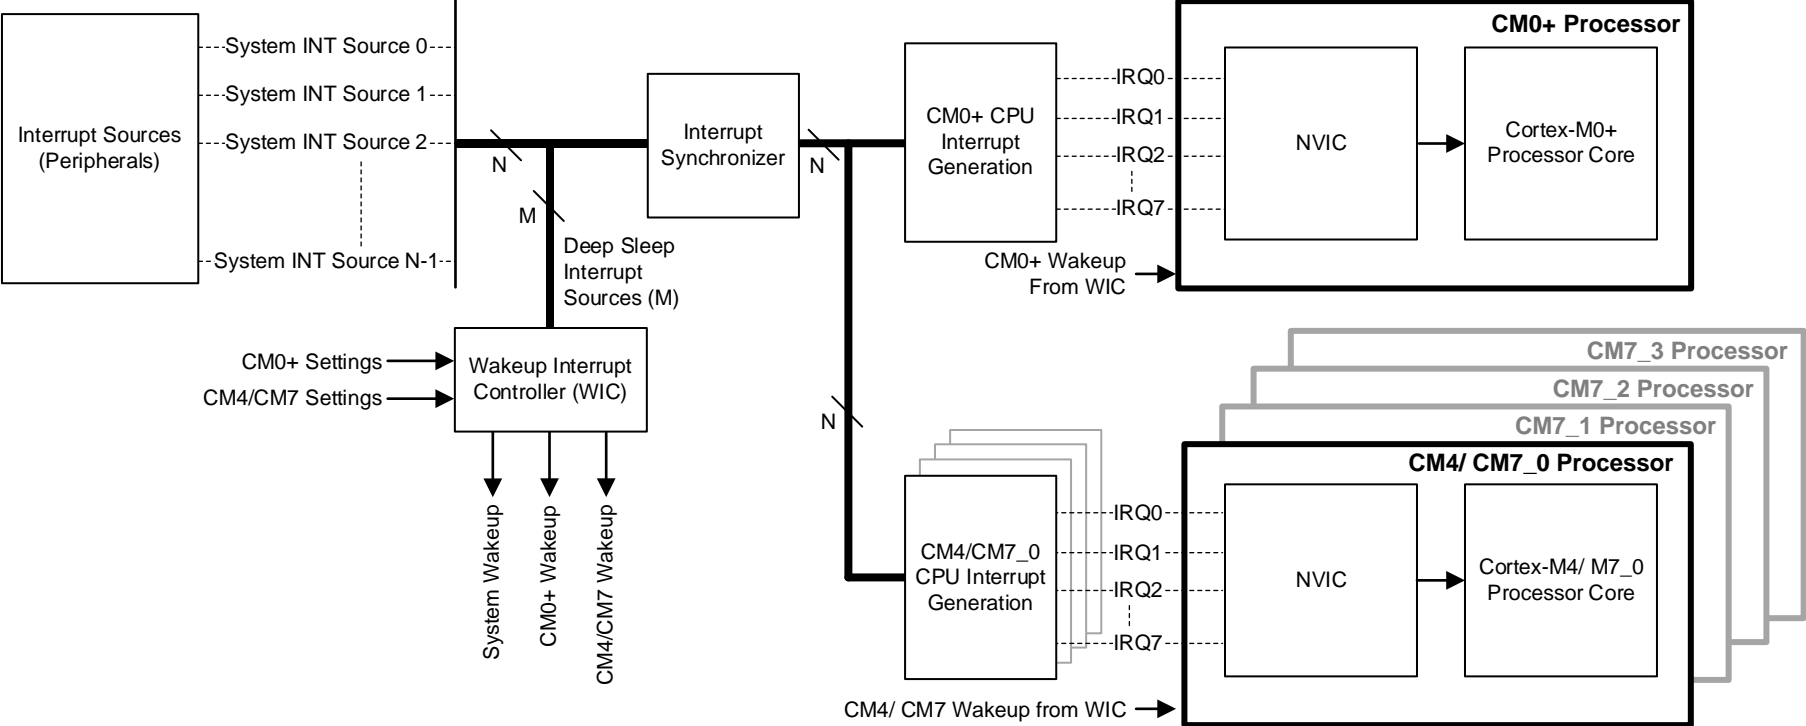 Interrupt Sources
(Peripherals)
System INT Source 0
System INT Source 1
System INT Source 2
System INT Source N-1
N
M
Deep Sleep
Interrupt
Sources (M)
Interrupt
Synchronizer
N
CM0+ CPU
Interrupt
Generation
IRQ0
IRQ1
IRQ2
IRQ7
CM0+ Wakeup
From WIC
CM0+ Processor
NVIC
Cortex-M0+
Processor Core
CM0+ Settings
CM4/CM7 Settings
Wakeup Interrupt
Controller (WIC)
System Wakeup
CM0+ Wakeup
CM4/CM7 Wakeup
N
CM4/CM7_0
CPU Interrupt
Generation
IRQ0
IRQ1
IRQ2
IRQ7
CM4/ CM7 Wakeup from WIC
CM7_3 Processor
CM7_2 Processor
CM7_1 Processor
CM4/ CM7_0 Processor
NVIC
Cortex-M4/ M7_0
Processor Core